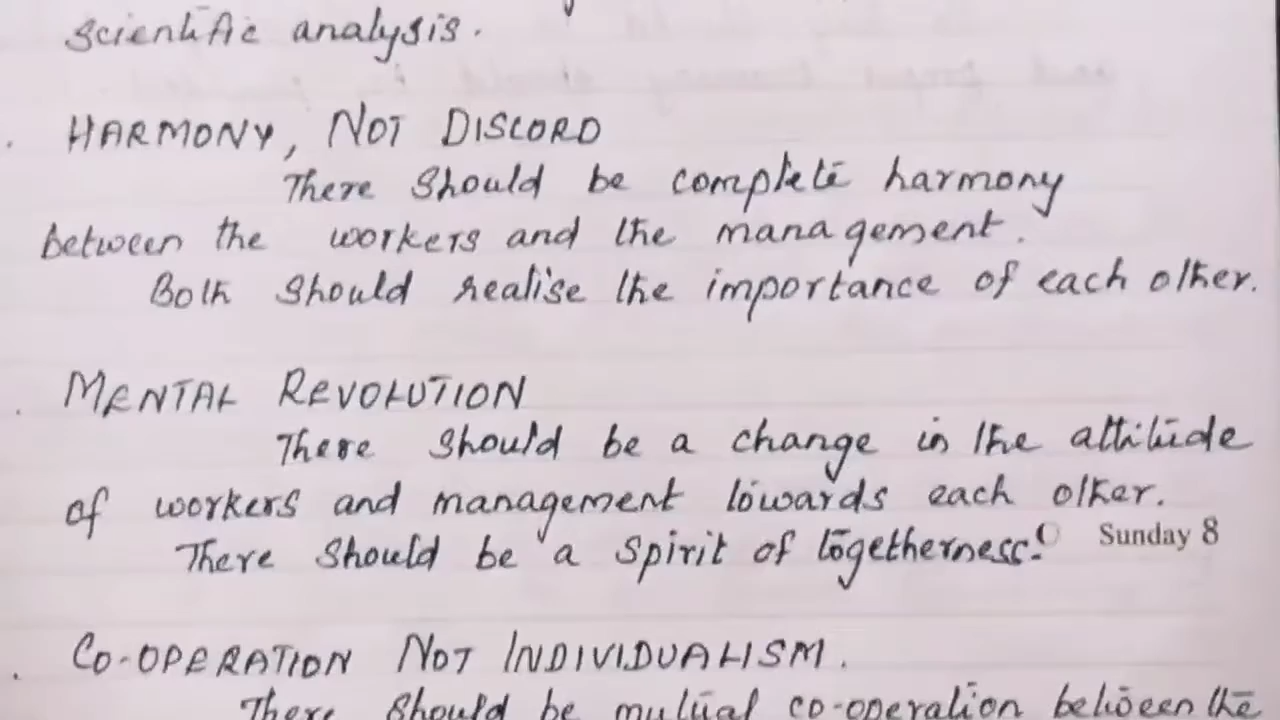 scientific analysis.
HARMONY, NOT DISCORD
There should be complete harmony
between the workers and the management.
Both should realise the importance of each other.
MENTAL REVOLUTION
There should be a change in the attitude
of workers and management towards each other.
There should be a spirit of togetherness.
Sunday 8
CO-OPERATION NOT INDIVIDUALISM.
There should be mutual co-operation between the